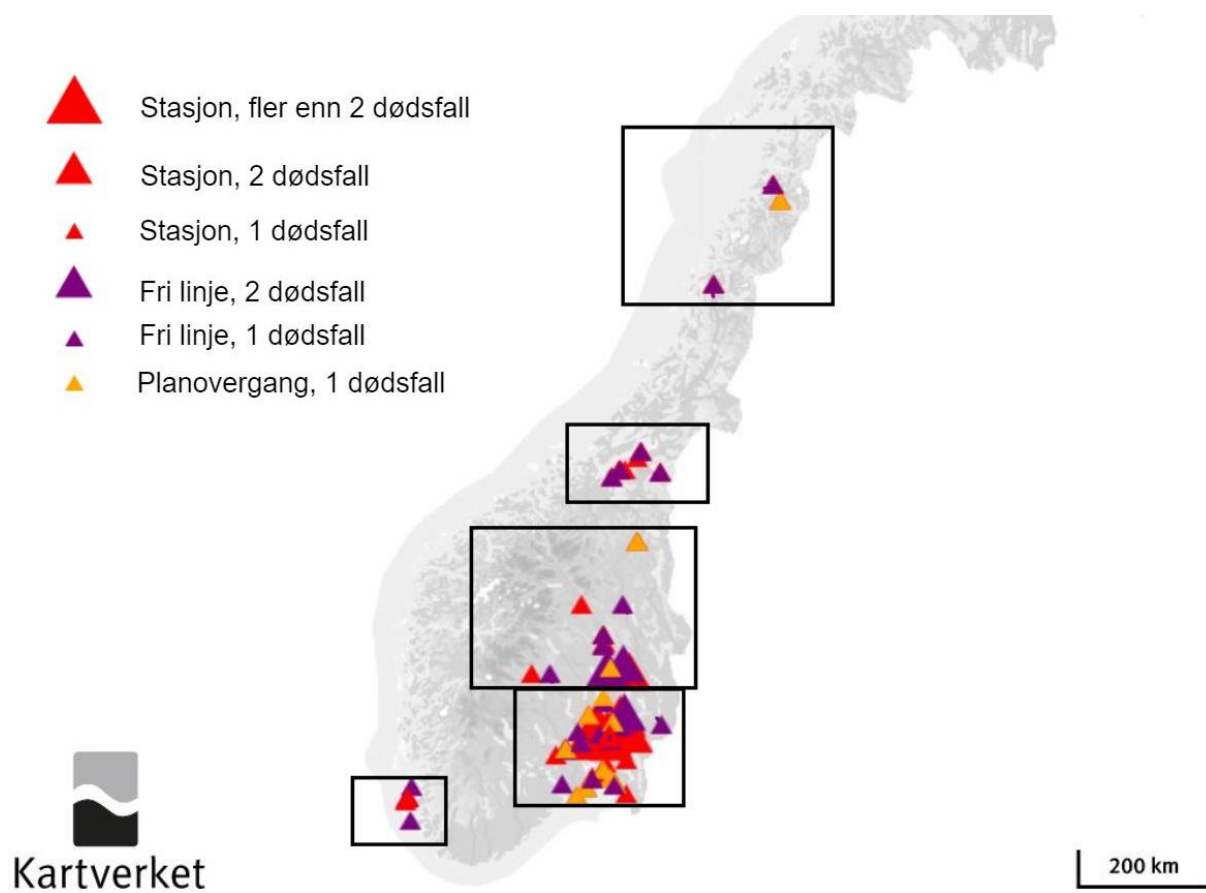 Stasjon, fler enn 2 dødsfall
Stasjon, 2 dødsfall
Stasjon, 1 dødsfall
Fri linje, 2 dødsfall
Fri linje, 1 dødsfall
Planovergang, 1 dødsfall
Kartverket
200 km